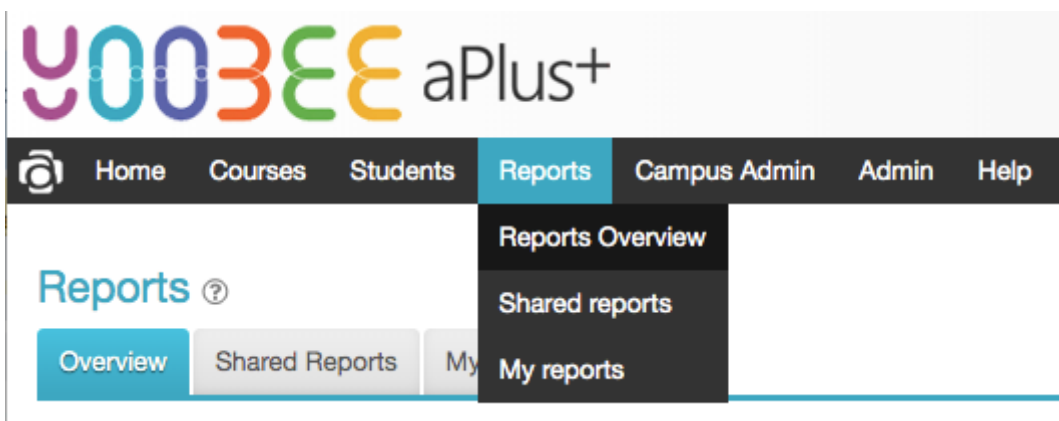 YOOBEE aPlus+
Home Courses Students Reports Campus Admin Admin Help
Reports Overview
Shared reports
My reports
Reports ?
Overview Shared Reports My